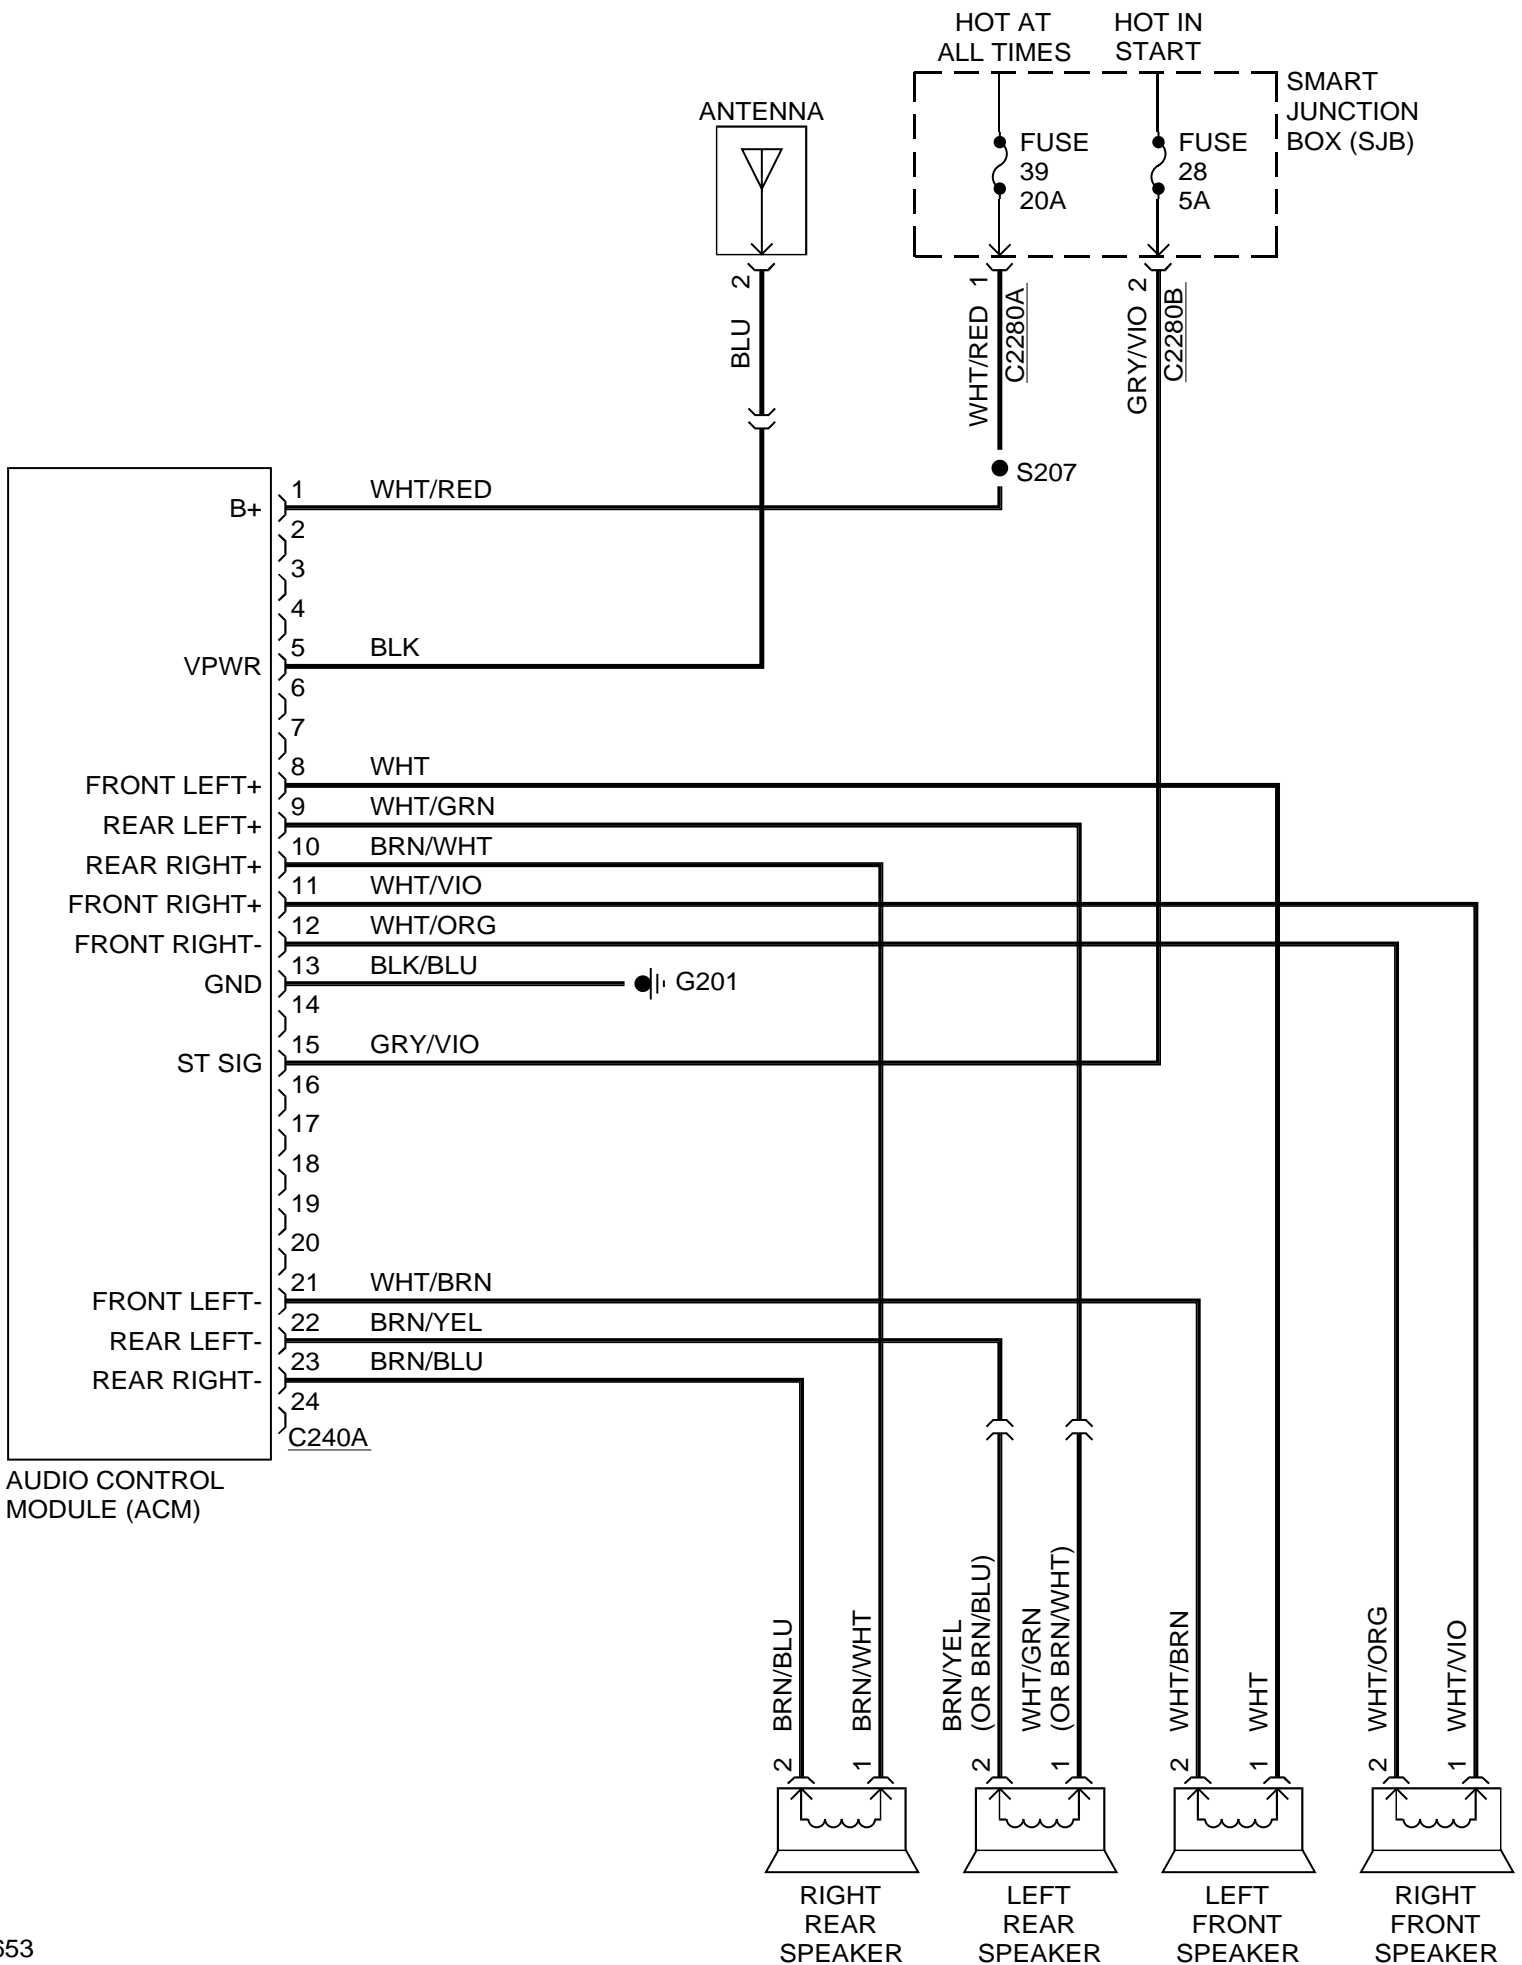 HOT AT
ALL TIMES
HOT IN
START
SMART
JUNCTION
BOX (SJB)
ANTENNA
FUSE
39
20A
FUSE
28
5A
2
BLU
1
WHT/RED
C2280A
2
GRY/VIO
C2280B
S207
B+
1
WHT/RED
2
3
4
VPWR
5
BLK
6
7
FRONT LEFT+
8
WHT
REAR LEFT+
9
WHT/GRN
REAR RIGHT+
10
BRN/WHT
FRONT RIGHT+
11
WHT/VIO
FRONT RIGHT-
12
WHT/ORG
GND
13
BLK/BLU
G201
14
ST SIG
15
GRY/VIO
16
17
18
19
20
FRONT LEFT-
21
WHT/BRN
REAR LEFT-
22
BRN/YEL
REAR RIGHT-
23
BRN/BLU
24
C240A
AUDIO CONTROL
MODULE (ACM)
BRN/BLU
BRN/WHT
BRN/YEL
(OR BRN/BLU)
WHT/GRN
(OR BRN/WHT)
WHT/BRN
WHT
WHT/ORG
WHT/VIO
2
1
2
1
2
1
2
1
RIGHT
REAR
SPEAKER
LEFT
REAR
SPEAKER
LEFT
FRONT
SPEAKER
RIGHT
FRONT
SPEAKER
653